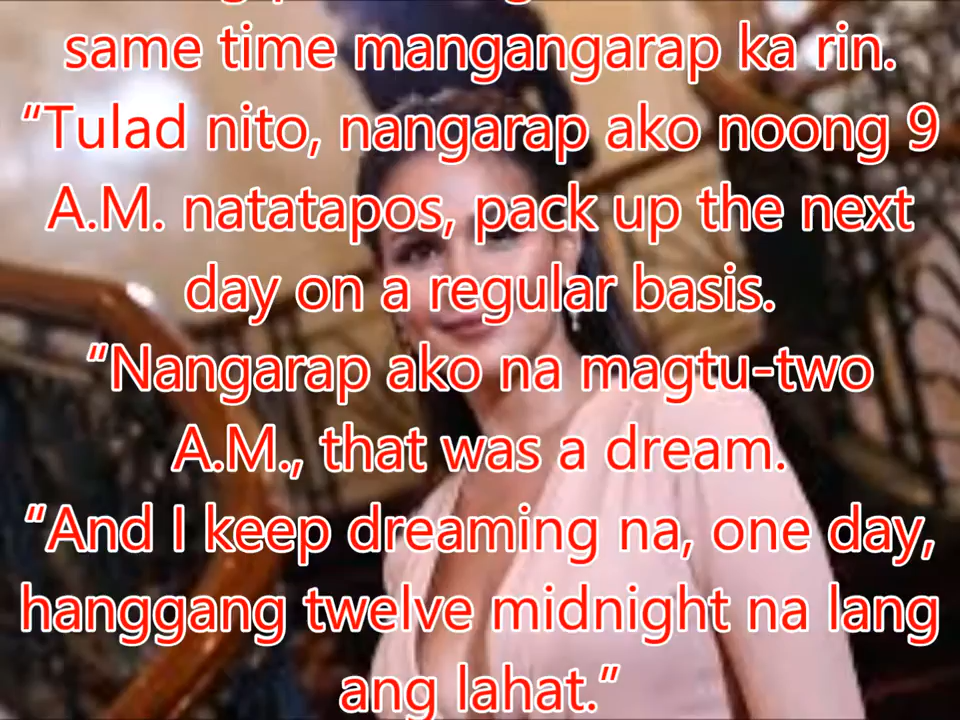 same time mangangarap ka rin.
“Tulad nito, nangarap ako noong 9
A.M. natatapos, pack up the next
day on a regular basis.
“Nangarap ako na magtu-two
A.M., that was a dream.
“And I keep dreaming na, one day,
hanggang twelve midnight na lang
ang lahat.”